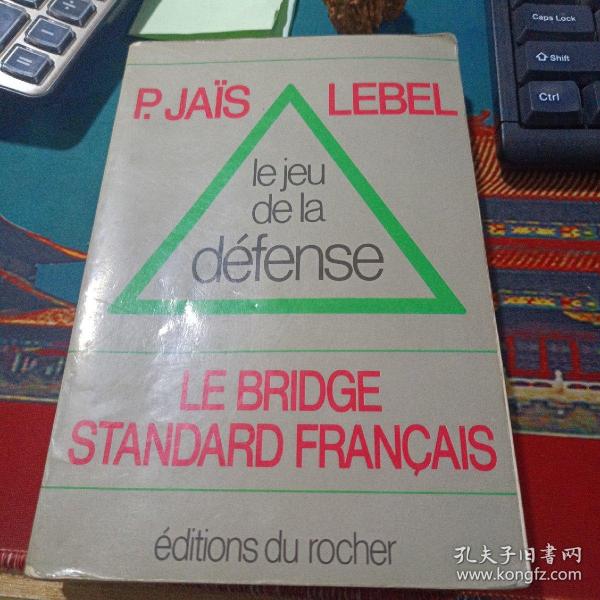 Caps Lock
Shift
Ctrl
P. JAÏS LEBEL
le jeu
de la
défense
LE BRIDGE
STANDARD FRANÇAIS
éditions du rocher
孔夫子旧书网
www.kongfz.com